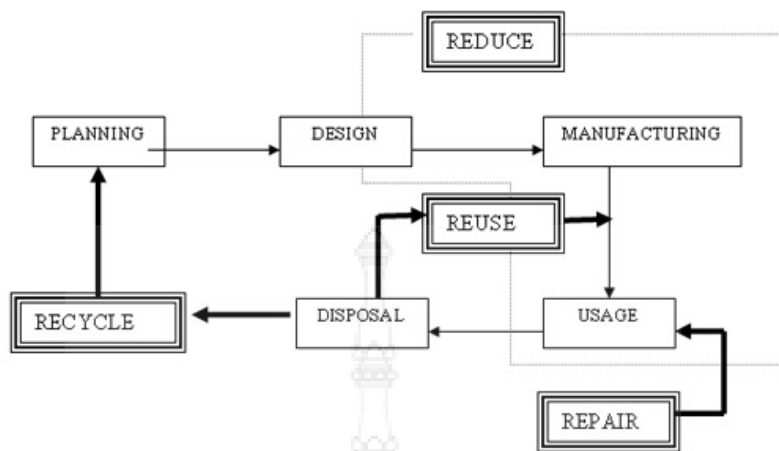 REDUCE
PLANNING
DESIGN
MANUFACTURING
REUSE
RECYCLE
DISPOSAL
USAGE
REPAIR